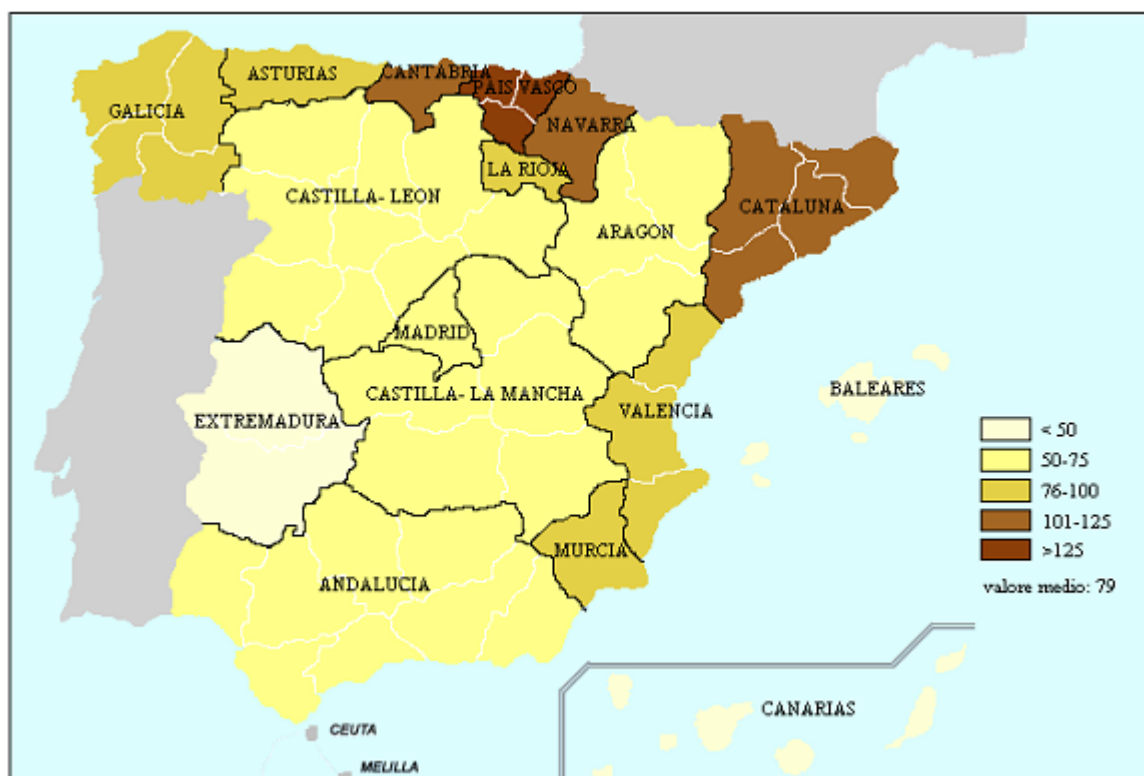 ASTURIAS
CANTABRIA
PAIS VASCO
GALICIA
NAVARRA
LA RIOJA
CASTILLA- LEON
CATALUNA
ARAGON
MADRID
BALEARES
CASTILLA- LA MANCHA
EXTREMADURA
VALENCIA
< 50
50-75
76-100
101-125
>125
valore medio: 79
MURCIA
ANDALUCIA
CANARIAS
CEUTA
MELILLA